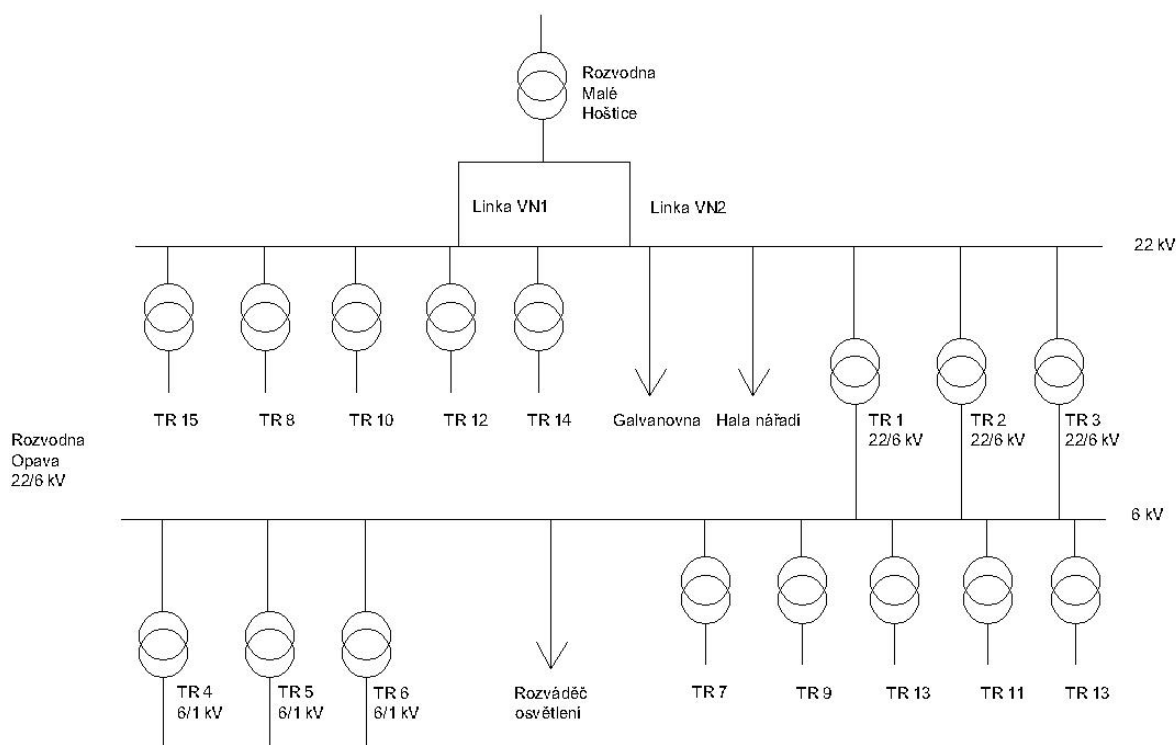 Rozvodna
Malé
Hoštice
Linka VN1
Linka VN2
22 kV
TR 15
TR 8
TR 10
TR 12
TR 14
Galvanovna
Hala nářadí
TR 1
22/6 kV
TR 2
22/6 kV
TR 3
22/6 kV
Rozvodna
Opava
22/6 kV
6 kV
TR 4
6/1 kV
TR 5
6/1 kV
TR 6
6/1 kV
Rozváděč
osvětlení
TR 7
TR 9
TR 13
TR 11
TR 13